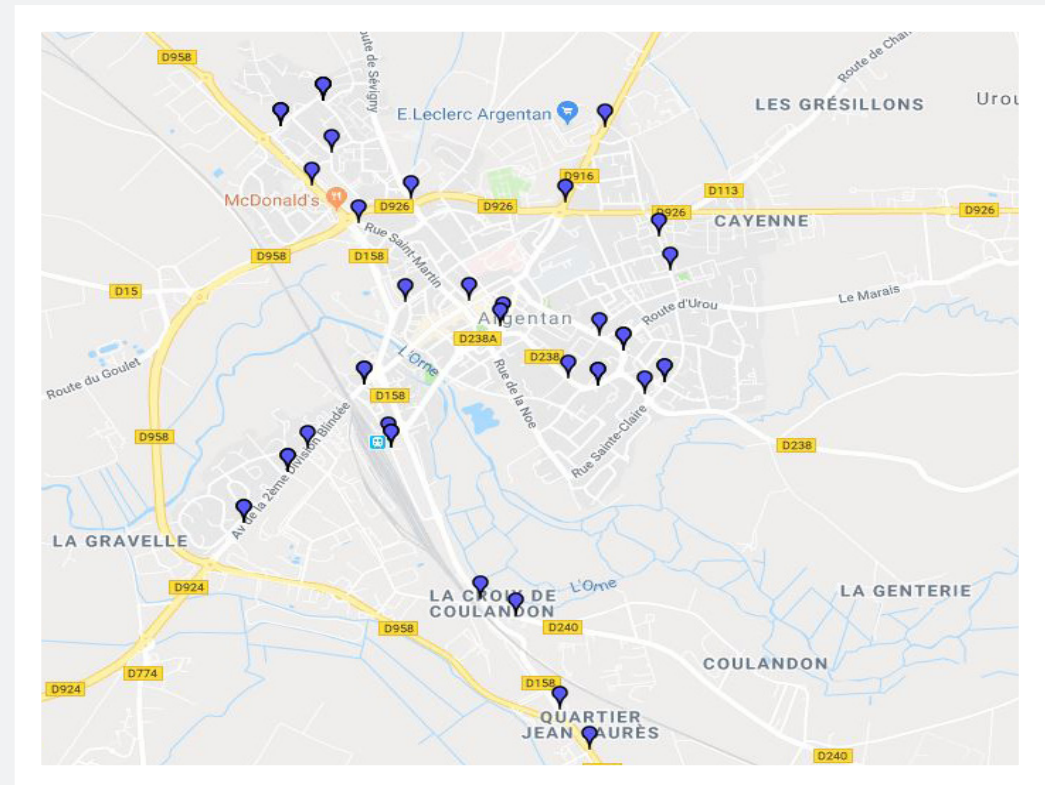 D958
Route de Sévigny
E.Leclerc Argentan
Route de Char
LES GRÉSILLONS
Urou
D916
D113
McDonald's
D926
D926
D926
D926
CAYENNE
Rue Saint-Martin
D958
D158
D15
Route d'Urou
Le Marais
Argentan
D238A
L'Orne
D238
Route du Goulet
Rue de la Noe
D158
D958
Av de la 2ème Division Blindée
Rue Sainte-Claire
D238
LA GRAVELLE
D924
L'Orne
LA GENTERIE
LA CROIX DE
COULANDON
D958
D240
COULANDON
D774
D924
D158
QUARTIER
JEAN JAURÈS
D240